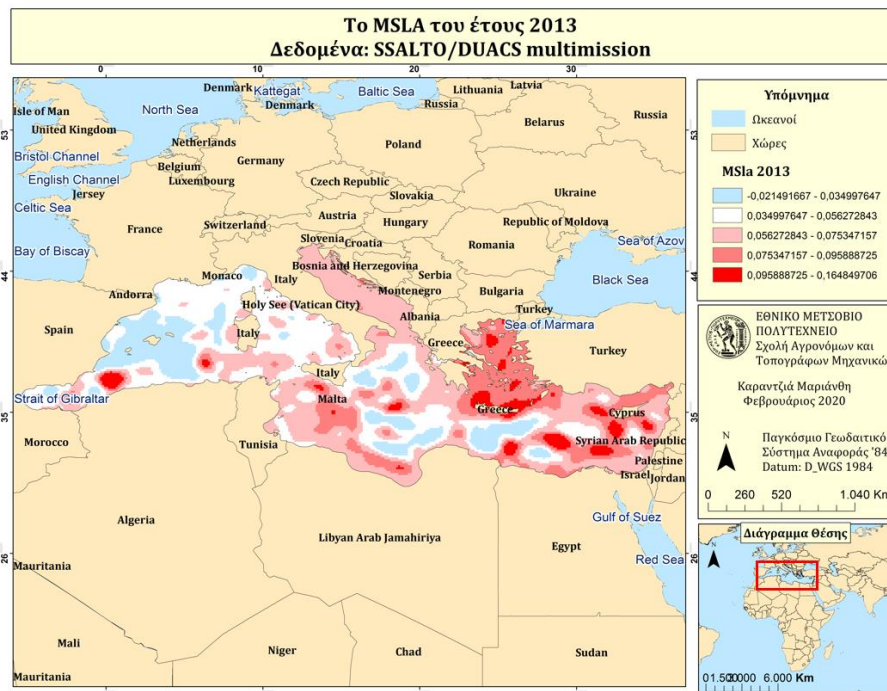 Το MSLA του έτους 2013
Δεδομένα: SSALTO/DUACS multimission
0
10
20
30
Denmark
Kattegat
Denmark
Baltic Sea
Lithuania
Latvia
Russia
Russia
North Sea
Isle of Man
United Kingdom
Belarus
53
53
Netherlands
Poland
Bristol Channel
Belgium
Germany
English Channel
Luxembourg
Jersey
Czech Republic
Ukraine
Slovakia
Celtic Sea
Austria
France
Switzerland
Hungary
Republic of Moldova
Slovenia
Croatia
Romania
Sea of Azov
Bay of Biscay
Bosnia and Herzegovina
44
44
Monaco
Italy
Serbia
Black Sea
Andorra
Montenegro
Bulgaria
Holy See (Vatican City)
Albania
Turkey
Spain
Sea of Marmara
Italy
Greece
Turkey
Italy
Strait of Gibraltar
Malta
Greece
Cyprus
35
35
Morocco
Tunisia
Syrian Arab Republic
Palestine
Israel
Jordan
Algeria
Libyan Arab Jamahiriya
Egypt
Gulf of Suez
26
26
Mauritania
Red Sea
Mali
Niger
Chad
Sudan
Mauritania
Υπόμνημα
Ωκεανοί
Χώρες
MSla 2013
-0,021491667 - 0,034997647
0,034997647 - 0,056272843
0,056272843 - 0,075347157
0,075347157 - 0,095888725
0,095888725 - 0,164849706
ΕΘΝΙΚΟ ΜΕΤΣΟΒΙΟ
ΠΟΛΥΤΕΧΝΕΙΟ
Σχολή Αγρονόμων και
Τοπογράφων Μηχανικώ
Καραντζιά Μαριάνθη
Φεβρουάριος 2020
N
Παγκόσμιο Γεωδαιτικό
Σύστημα Αναφοράς '84
Datum: D_WGS 1984
0 260 520 1.040 Km
Διάγραμμα Θέσης
N
6.000 Km